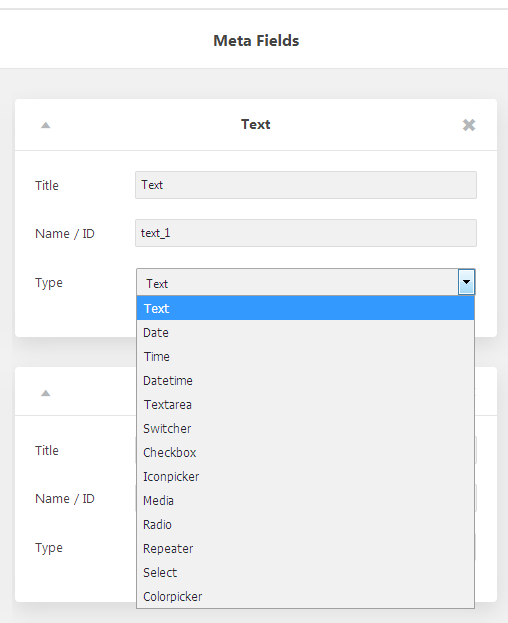 Meta Fields
Text
Title
Text
Name / ID
text_1
Type
Text
Text
Date
Time
Datetime
Textarea
Switcher
Checkbox
Title
Iconpicker
Name / ID
Media
Radio
Type
Repeater
Select
Colorpicker